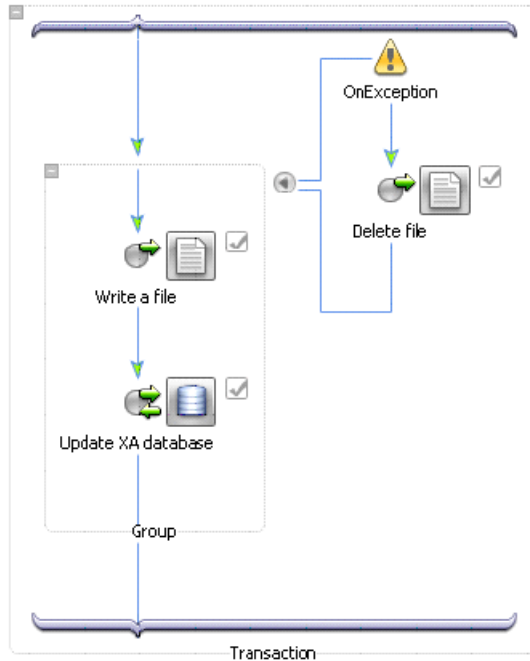 OnException
Delete file
Write a file
Update XA database
Group
Transaction